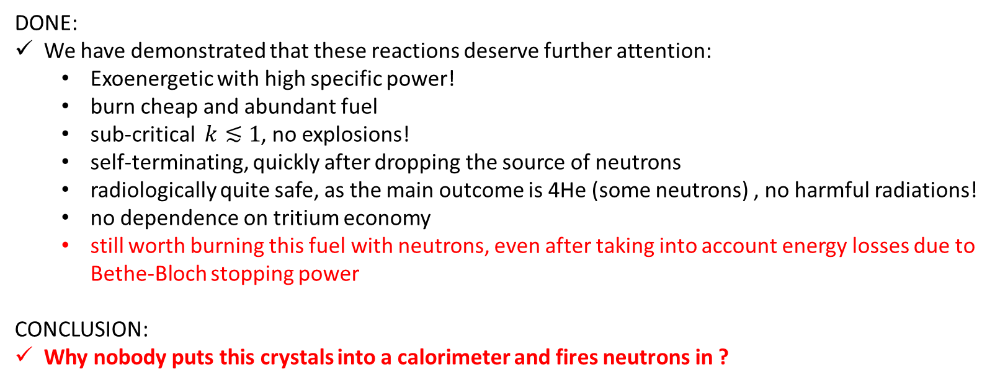 DONE:
✓ We have demonstrated that these reactions deserve further attention:
• Exoenergetic with high specific power!
• burn cheap and abundant fuel
• sub-critical k ≲ 1, no explosions!
• self-terminating, quickly after dropping the source of neutrons
• radiologically quite safe, as the main outcome is 4He (some neutrons) , no harmful radiations!
• no dependence on tritium economy
• still worth burning this fuel with neutrons, even after taking into account energy losses due to
Bethe-Bloch stopping power
CONCLUSION:
✓ Why nobody puts this crystals into a calorimeter and fires neutrons in ?